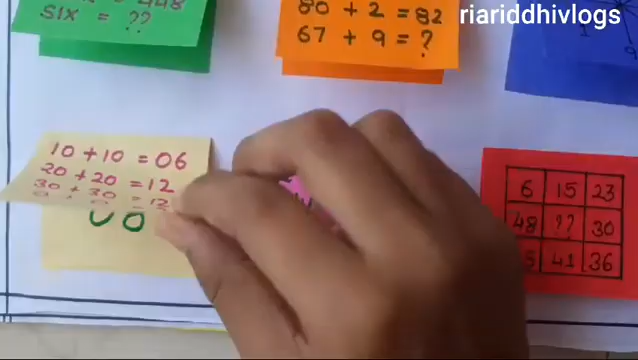 riariddhivlogs
448
SIX = ??
80 + 2 = 82
67 + 9 = ?
10 + 10 = 06
20 + 20 = 12
30 + 30 = 12
6 15 23
48 ?? 30
41 36